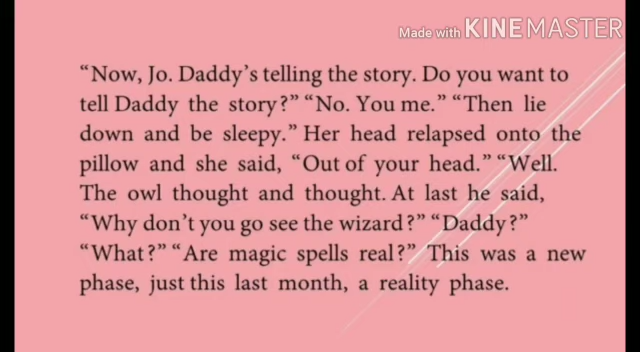 Made with KINEMASTER
“Now, Jo. Daddy’s telling the story. Do you want to
tell Daddy the story?” “No. You me.” “Then lie
down and be sleepy.” Her head relapsed onto the
pillow and she said, “Out of your head.” “Well.
The owl thought and thought. At last he said,
“Why don’t you go see the wizard?” “Daddy?”
“What?” “Are magic spells real?” This was a new
phase, just this last month, a reality phase.